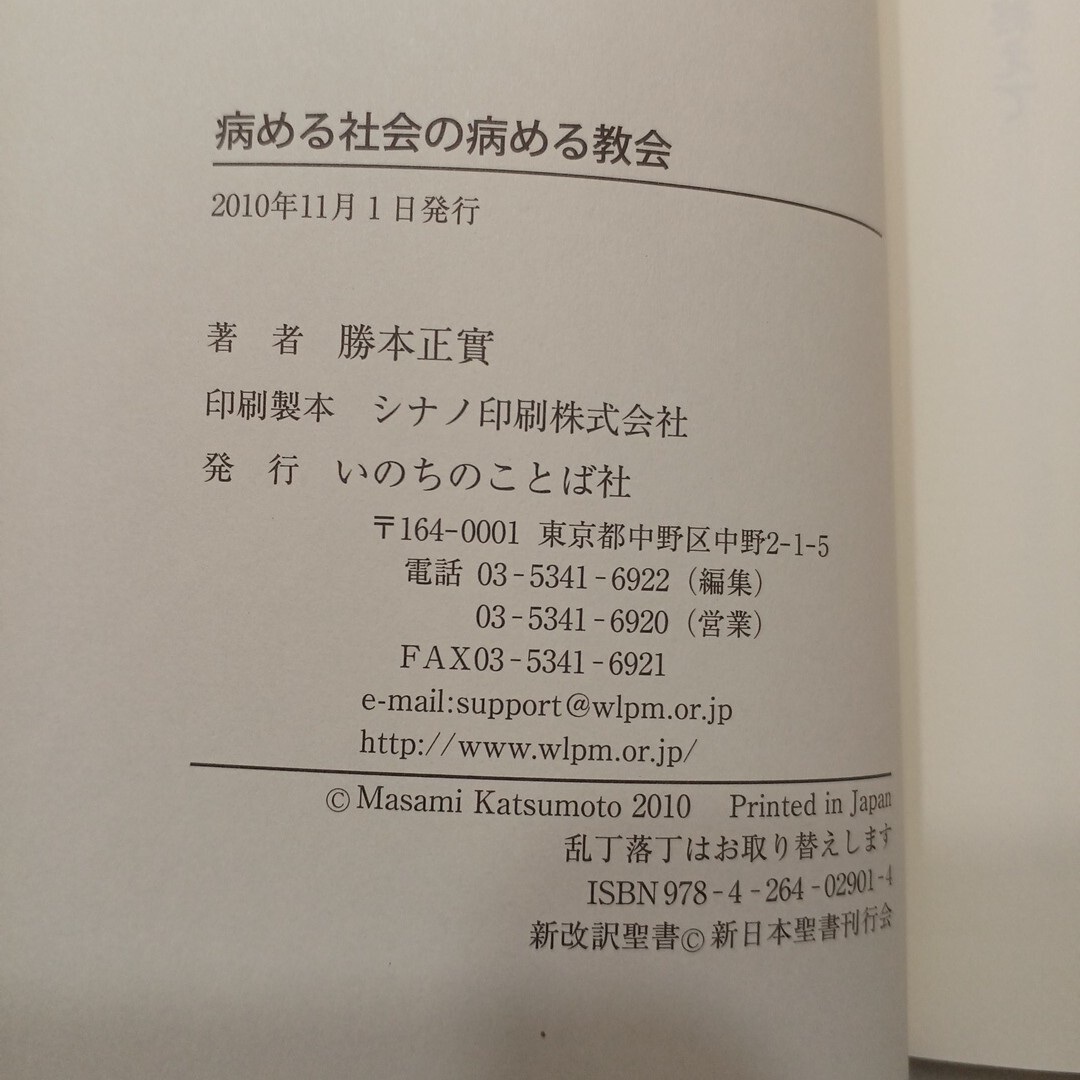 病める社会の病める教会
2010年11月1日発行
著 者 勝本正實
印刷製本 シナノ印刷株式会社
発 行 いのちのことば社
〒164-0001 東京都中野区中野2-1-5
電話 03-5341-6922（編集）
03-5341-6920（営業）
FAX03-5341-6921
e-mail:support@wlpm.or.jp
http://www.wlpm.or.jp/
©Masami Katsumoto 2010 Printed in Japan
乱丁落丁はお取り替えします
ISBN978-4-264-02901-4
新改訳聖書©新日本聖書刊行会